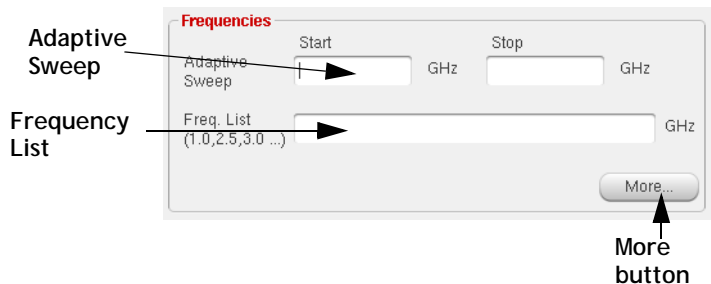 Frequencies
Adaptive
Sweep
Start
Stop
Adaptive
Sweep
GHz
GHz
Frequency
List
Freq. List
(1.0,2.5,3.0 ...)
GHz
More...
More
button